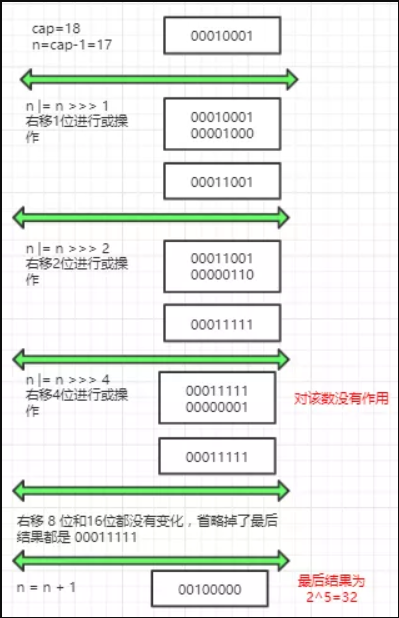 cap=18
n=cap-1=17
00010001
n |= n >>> 1
右移1位进行或操
作
00010001
00001000
00011001
n |= n >>> 2
右移2位进行或操
作
00011001
00000110
00011111
n |= n >>> 4
右移4位进行或操
作
00011111
00000001
对该数没有作用
00011111
右移 8 位和16位都没有变化，省略掉了最后
结果都是 00011111
n = n + 1
00100000
最后结果为
2^5=32